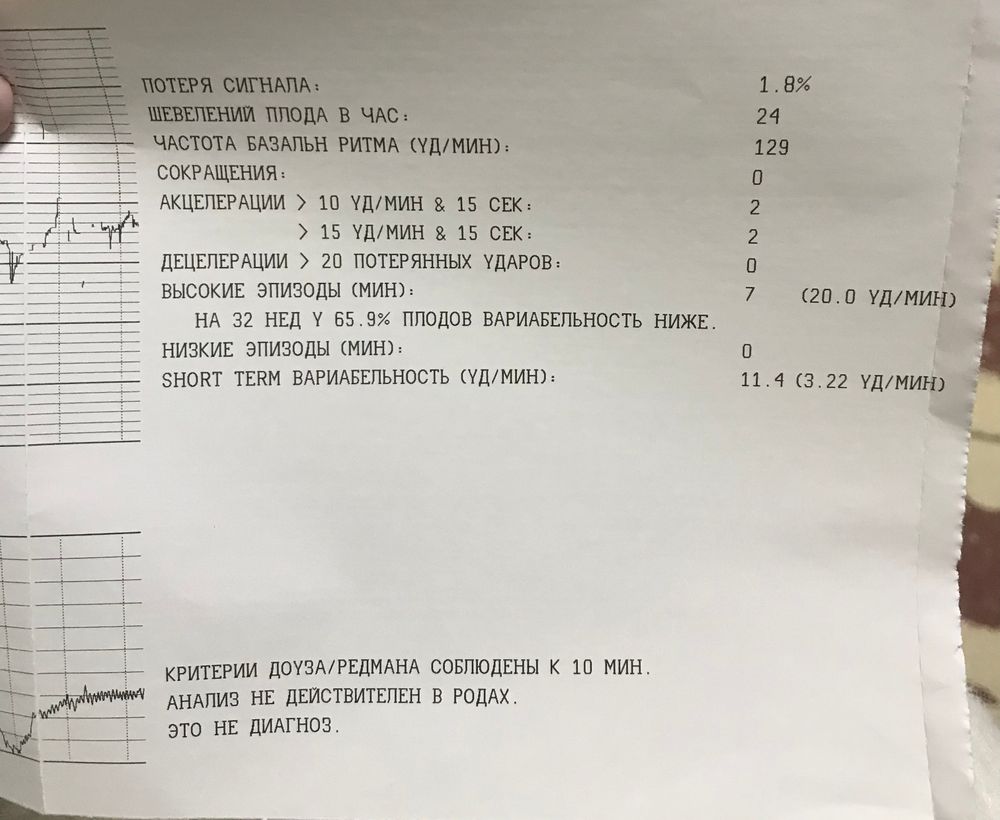 ПОТЕРЯ СИГНАЛА: 1.8%
ШЕВЕЛЕНИЙ ПЛОДА В ЧАС: 24
ЧАСТОТА БАЗАЛЬН РИТМА (УД/МИН): 129
СОКРАЩЕНИЯ: 0
АКЦЕЛЕРАЦИИ > 10 УД/МИН & 15 СЕК: 2
> 15 УД/МИН & 15 СЕК: 2
ДЕЦЕЛЕРАЦИИ > 20 ПОТЕРЯННЫХ УДАРОВ: 0
ВЫСОКИЕ ЭПИЗОДЫ (МИН): 7 (20.0 УД/МИН)
НА 32 НЕД У 65.9% ПЛОДОВ ВАРИАБЕЛЬНОСТЬ НИЖЕ.
НИЗКИЕ ЭПИЗОДЫ (МИН): 0
SHORT TERM ВАРИАБЕЛЬНОСТЬ (УД/МИН): 11.4 (3.22 УД/МИН)
КРИТЕРИИ ДОУЗА/РЕДМАНА СОБЛЮДЕНЫ К 10 МИН.
АНАЛИЗ НЕ ДЕЙСТВИТЕЛЕН В РОДАХ.
ЭТО НЕ ДИАГНОЗ.